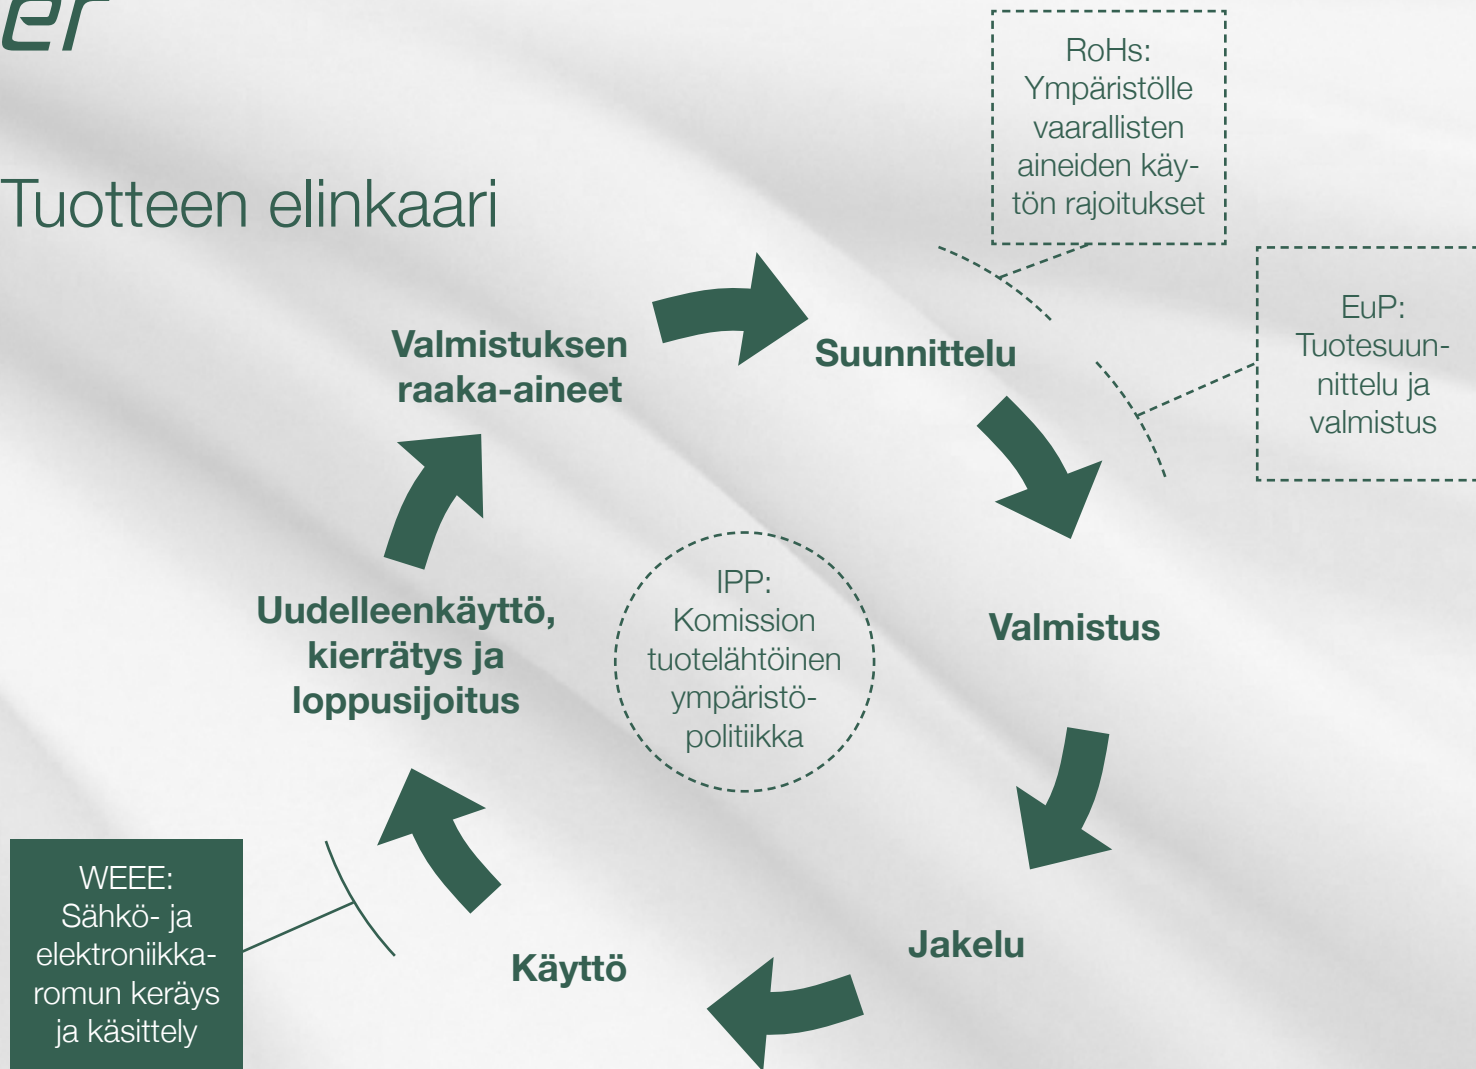 er
Tuotteen elinkaari
RoHs:
Ympäristölle
vaarallisten
aineiden käy-
tön rajoitukset
EuP:
Tuotesuun-
nittelu ja
valmistus
Valmistuksen
raaka-aineet
Suunnittelu
Uudelleenkäyttö,
kierrätys ja
loppusijoitus
IPP:
Komission
tuotelähtöinen
ympäristö-
politiikka
Valmistus
WEEE:
Sähkö- ja
elektroniikka-
romun keräys
ja käsittely
Käyttö
Jakelu